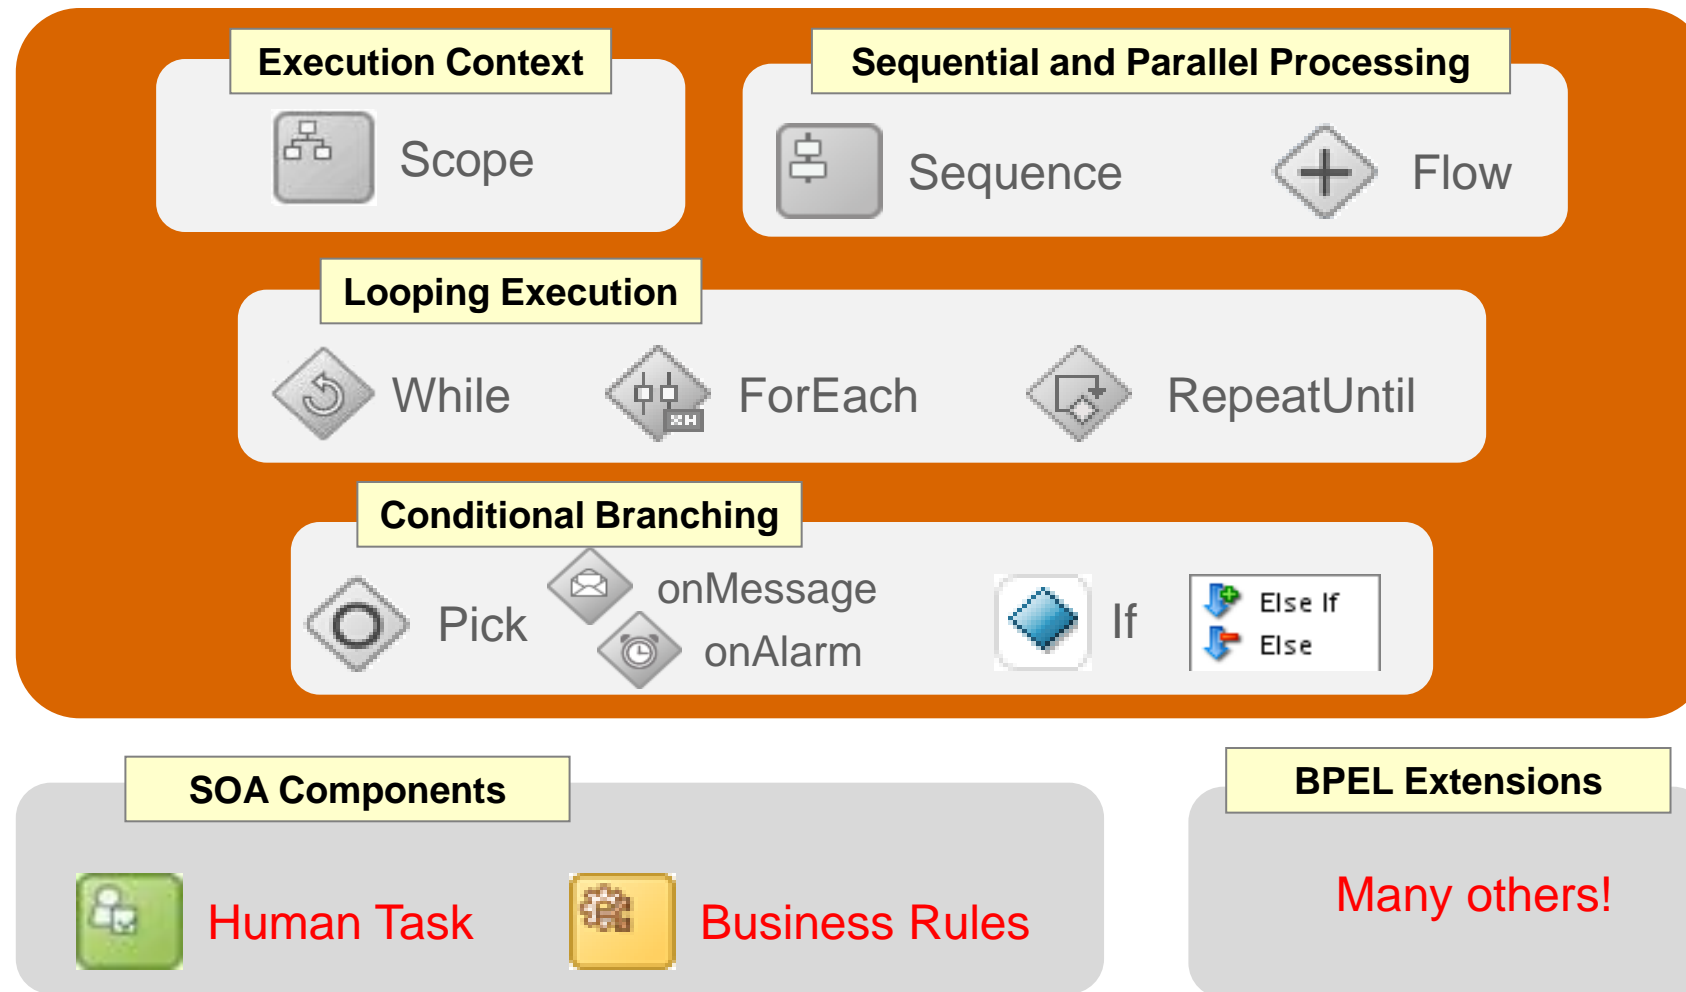 Execution Context
Scope
Sequential and Parallel Processing
Sequence
Flow
Looping Execution
While
ForEach
RepeatUntil
Conditional Branching
Pick
onMessage
onAlarm
If
Else If
Else
SOA Components
Human Task
Business Rules
BPEL Extensions
Many others!